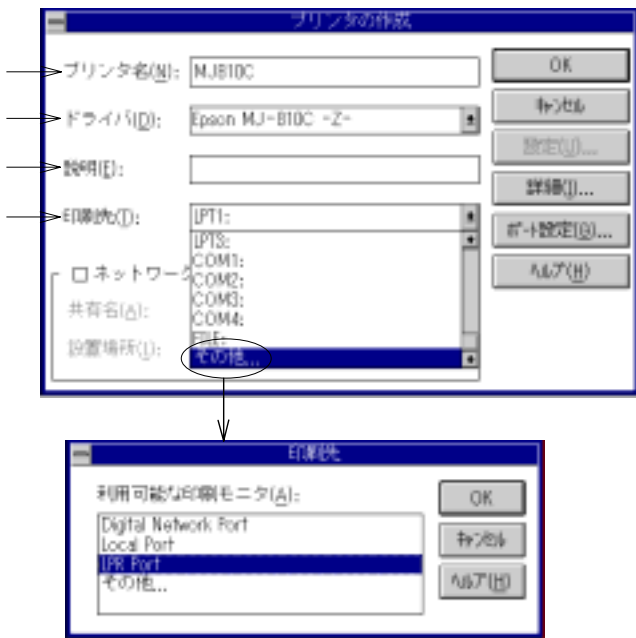 プリンタの作成
プリンタ名(N): MJ810C
ドライバ(D): Epson MJ-810C -Z-
説明(E):
印刷先(T): LPT1:
LPT3:
COM1:
COM2:
COM3:
COM4:
FILE:
その他...
ロネットワーク
共有名(A):
設置場所(L):
OK
キャンセル
設定(U)...
詳細(I)...
ポート設定(G)...
ヘルプ(H)
印刷先
利用可能な印刷モニタ(A):
Digital Network Port
Local Port
LPR Port
その他...
OK
キャンセル
ヘルプ(H)